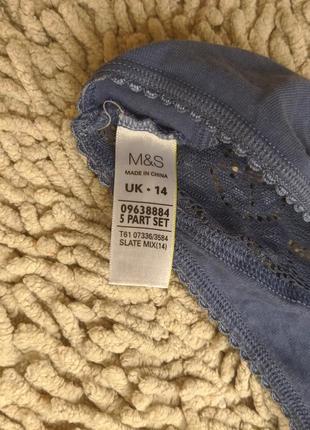 M&S
MADE IN CHINA
UK • 14
09638884
5 PART SET
T61 07336/3584
SLATE MIX(14)